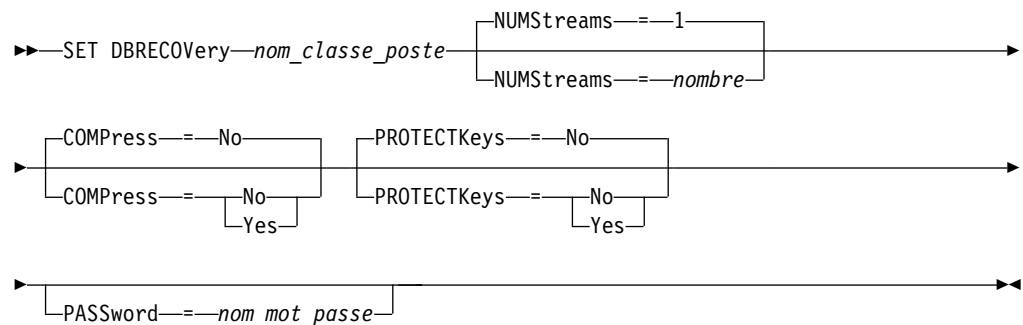 NUMStreams = 1
SET DBRECOVery nom_classe_poste
NUMStreams = nombre
COMPress = No PROTECTKeys = No
COMPress = No PROTECTKeys = No
Yes Yes
PASSword = nom mot passe